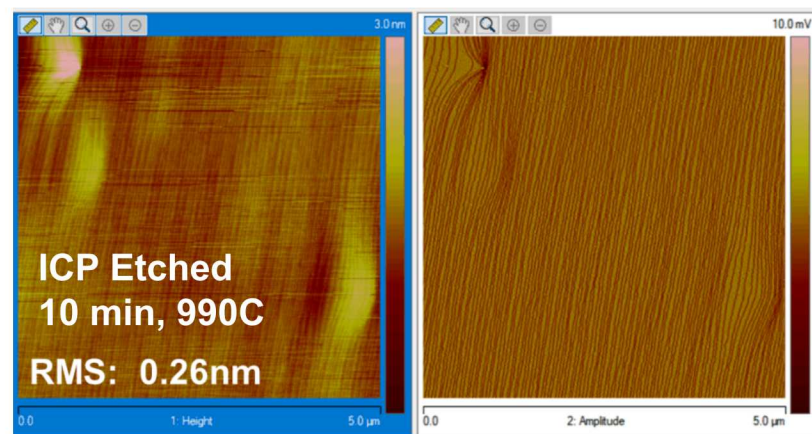 3.0 nm
10.0 mV
ICP Etched
10 min, 990C
RMS: 0.26nm
0.0 1: Height 5.0 µm
0.0 2: Amplitude 5.0 µm